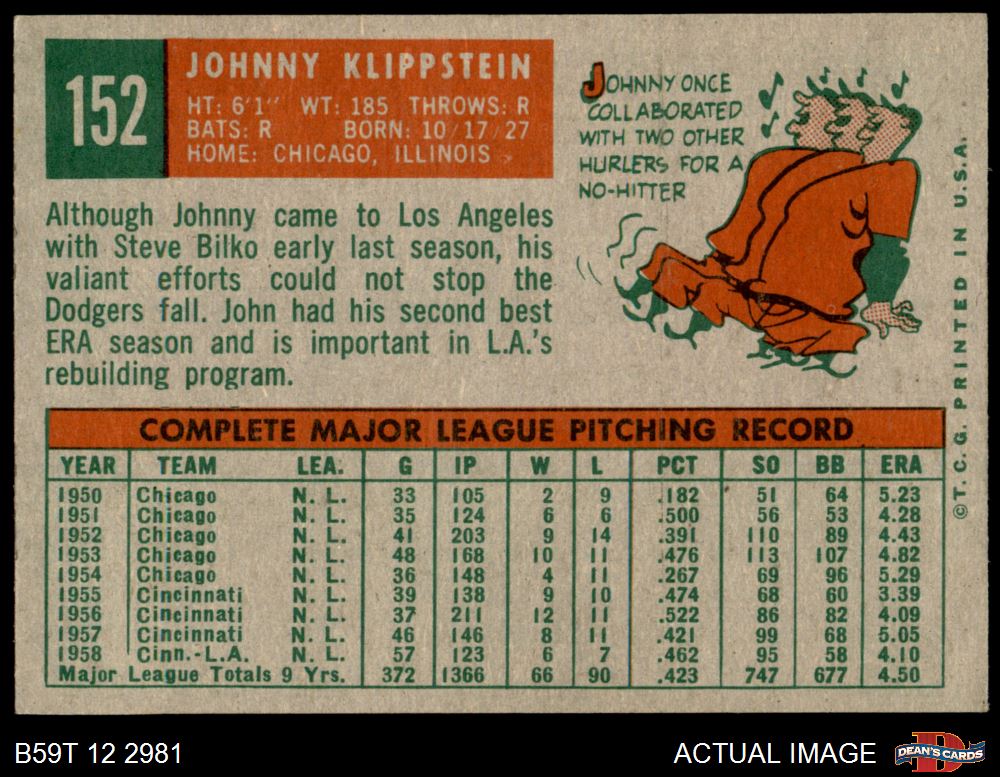 152
JOHNNY KLIPPSTEIN
HT: 6'1" WT: 185 THROWS: R
BATS: R BORN: 10/17/27
HOME: CHICAGO, ILLINOIS
JOHNNY ONCE
COLLABORATED
WITH TWO OTHER
HURLERS FOR A
NO-HITTER
Although Johnny came to Los Angeles
with Steve Bilko early last season, his
valiant efforts could not stop the
Dodgers fall. John had his second best
ERA season and is important in L.A.'s
rebuilding program.
COMPLETE MAJOR LEAGUE PITCHING RECORD
YEAR TEAM LEA. G IP W L PCT SO BB ERA
1950 Chicago N. L. 33 105 2 9 .182 51 64 5.23
1951 Chicago N. L. 35 124 6 6 .500 56 53 4.28
1952 Chicago N. L. 41 203 9 14 .391 110 89 4.43
1953 Chicago N. L. 48 168 10 11 .476 113 107 4.82
1954 Chicago N. L. 36 148 4 11 .267 69 96 5.29
1955 Cincinnati N. L. 39 138 9 10 .474 68 60 3.39
1956 Cincinnati N. L. 37 211 12 11 .522 86 82 4.09
1957 Cincinnati N. L. 46 146 8 11 .421 99 68 5.05
1958 Cinn.-L.A. N. L. 57 123 6 7 .462 95 58 4.10
Major League Totals 9 Yrs. 372 1366 66 90 .423 747 677 4.50
©T. C. G. PRINTED IN U.S.A.
B59T 12 2981
ACTUAL IMAGE
D
DEAN'S CARDS